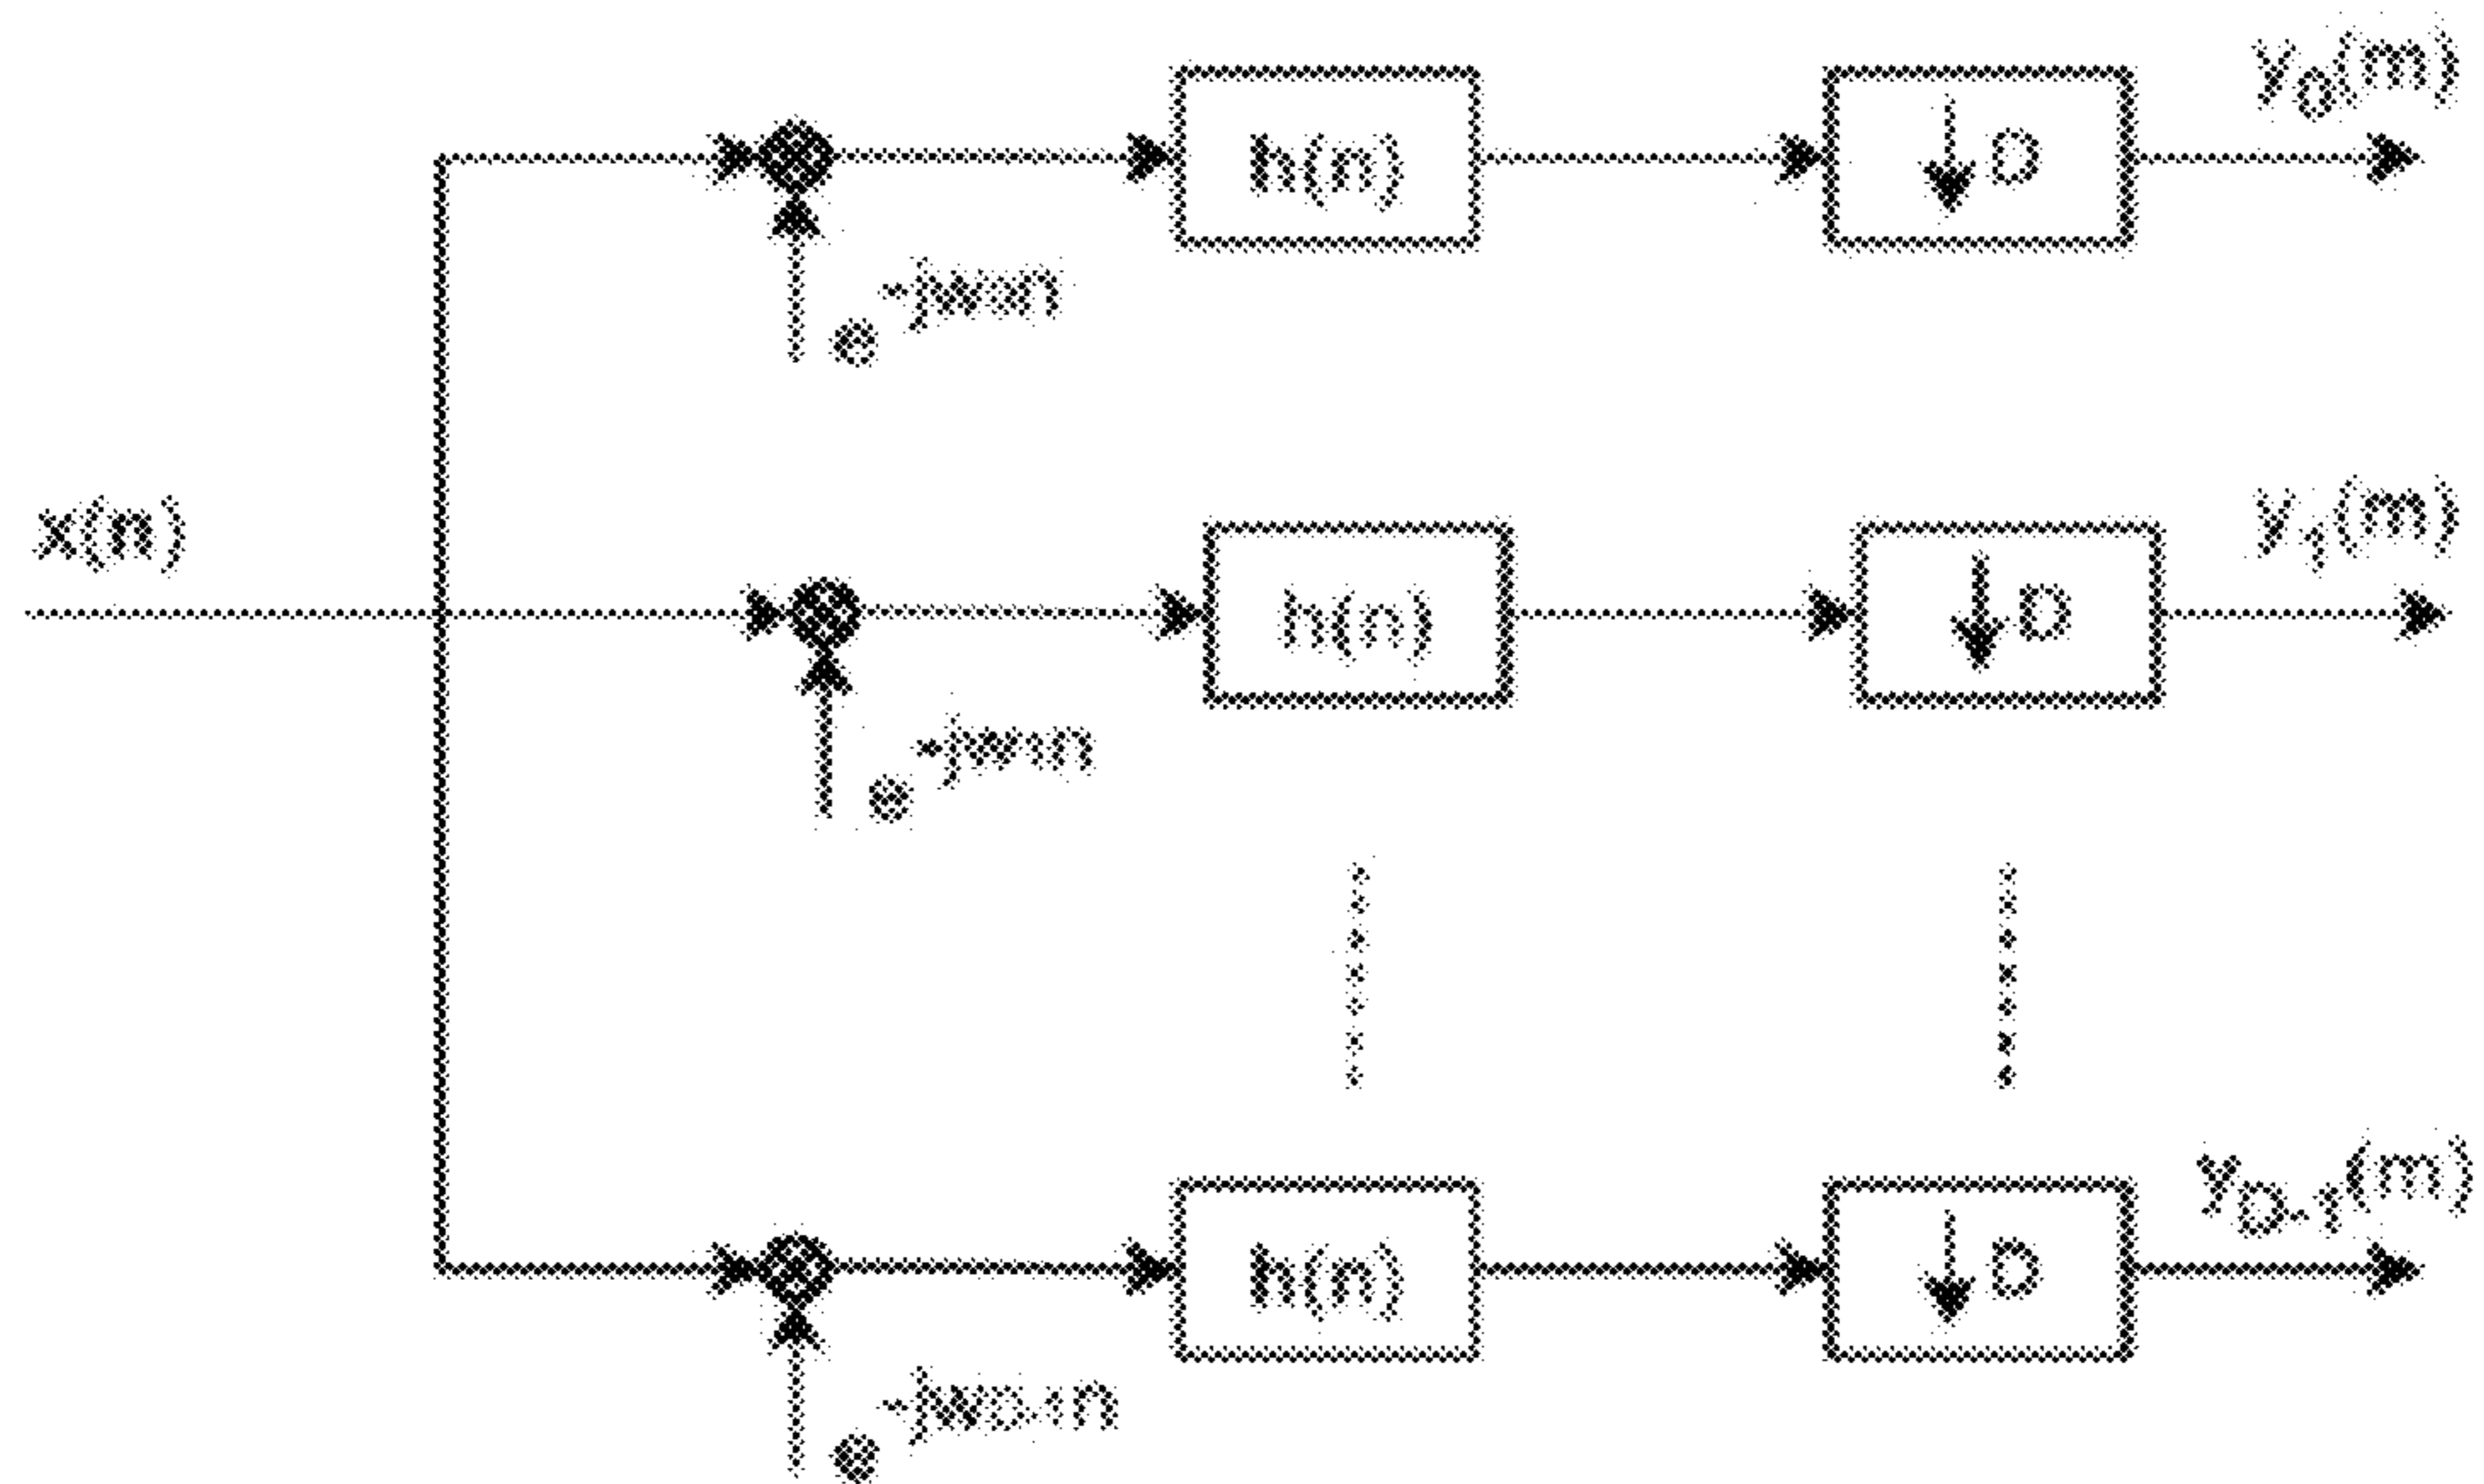 y0(m)
h(n)
↓ D
e-jw0n
x(n)
y1(m)
h(n)
↓ D
e-jw1n
yD-1(m)
h(n)
↓ D
e-jwD-1n